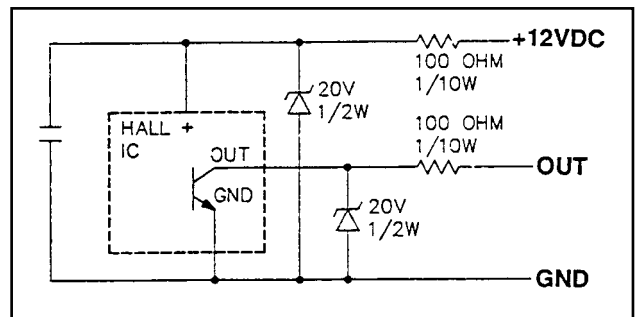 +12VDC
100 OHM
1/10W
20V
1/2W
HALL +
IC
OUT
GND
100 OHM
1/10W
OUT
20V
1/2W
GND